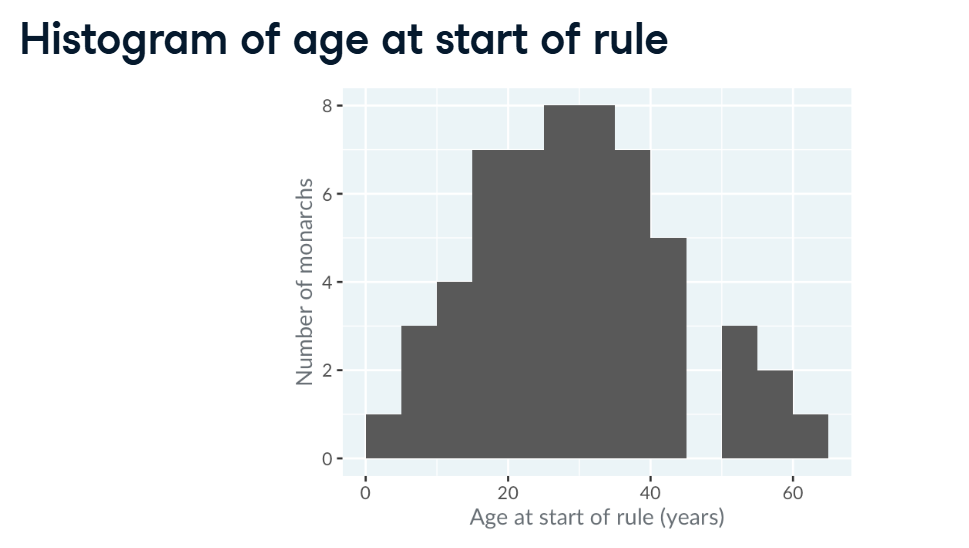 Histogram of age at start of rule
8
6
4
2
0
Number of monarchs
0 20 40 60
Age at start of rule (years)